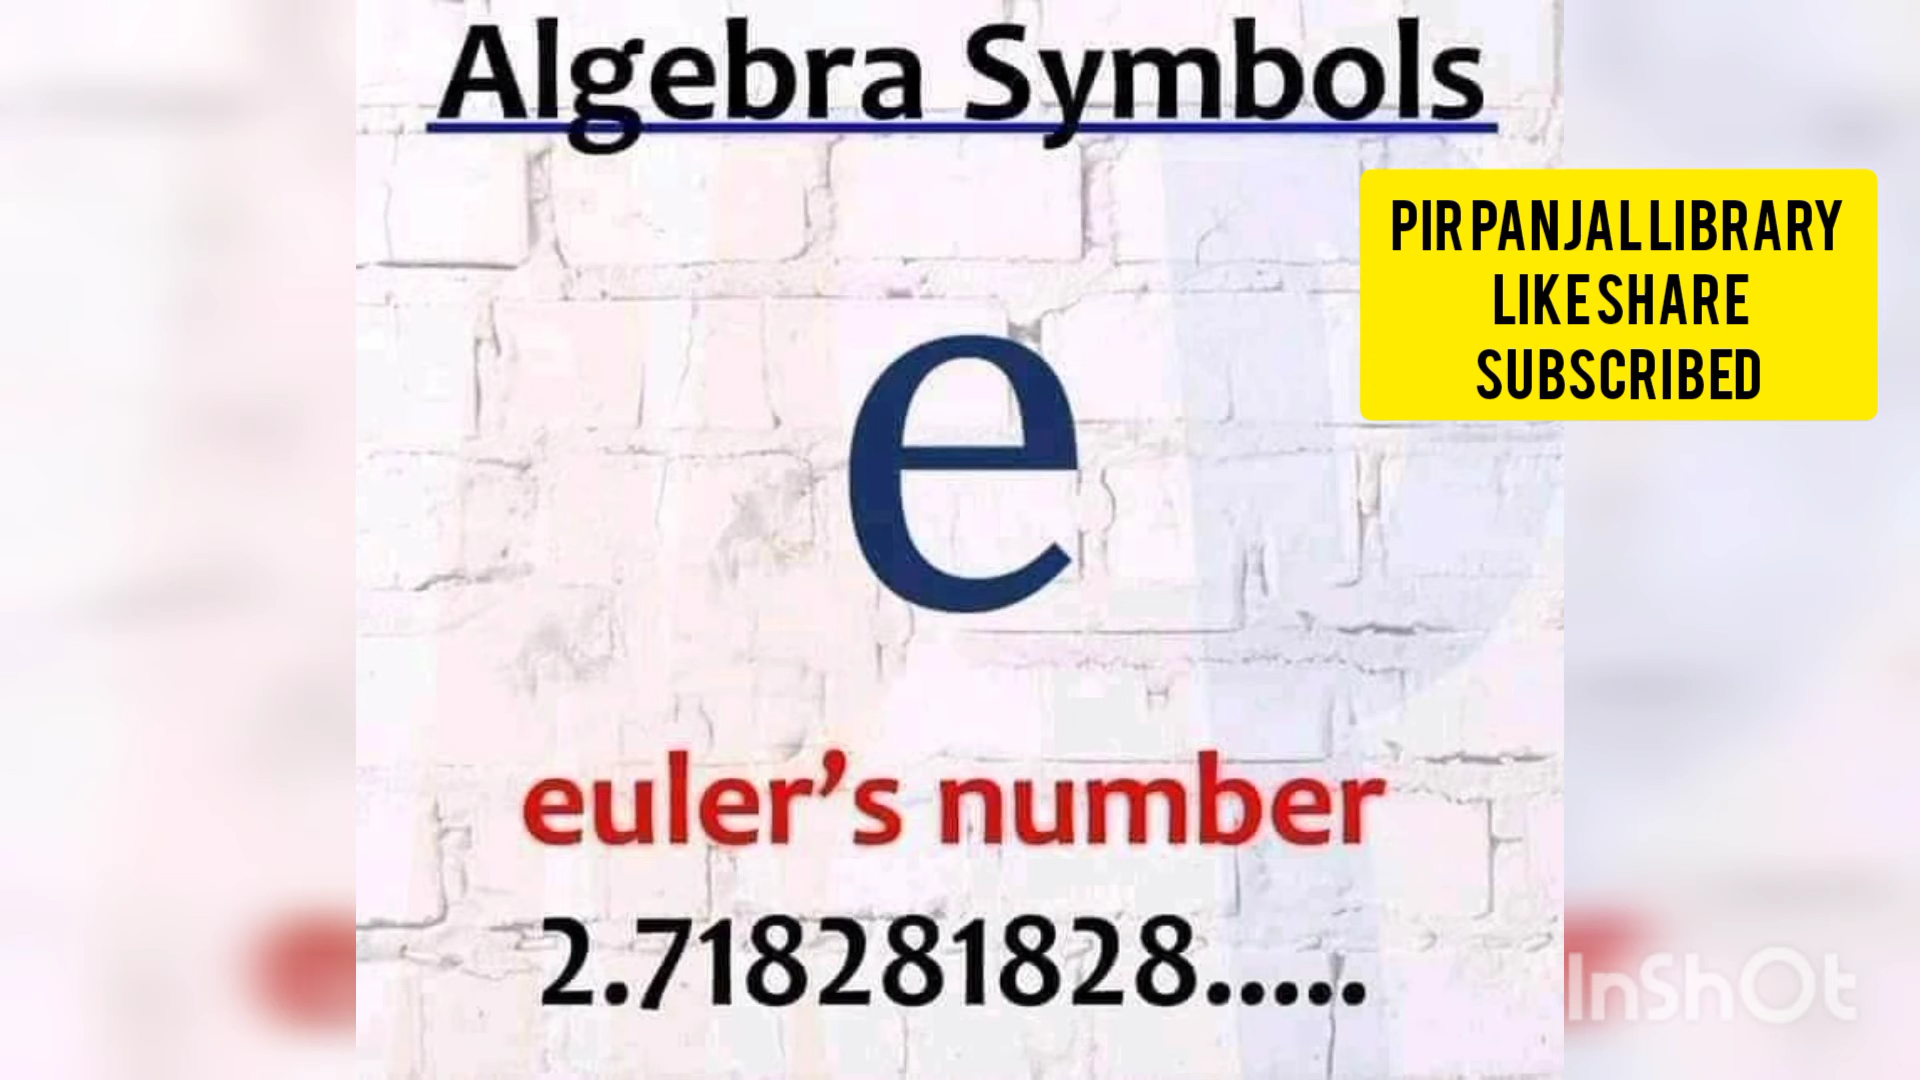 Algebra Symbols
PIR PANJAL LIBRARY
LIKE SHARE
SUBSCRIBED
e
euler's number
2.718281828.....
InShOt